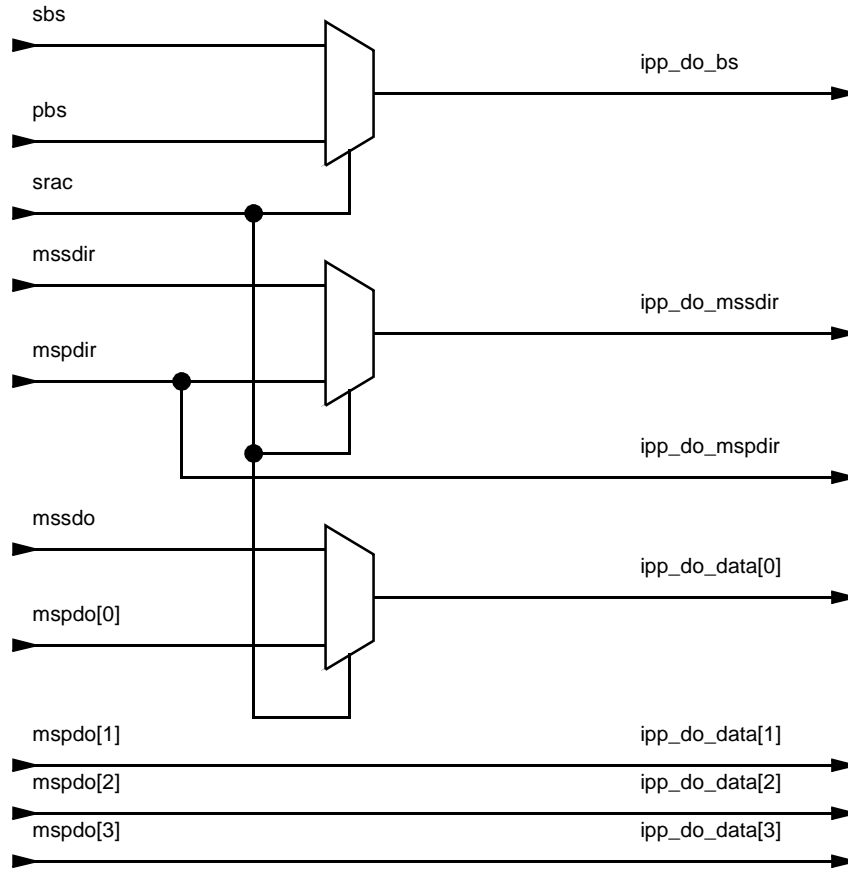 sbs
ipp_do_bs
pbs
srac
mssdir
ipp_do_mssdir
mspdir
ipp_do_mspdir
mssdo
ipp_do_data[0]
mspdo[0]
mspdo[1]
ipp_do_data[1]
mspdo[2]
ipp_do_data[2]
mspdo[3]
ipp_do_data[3]